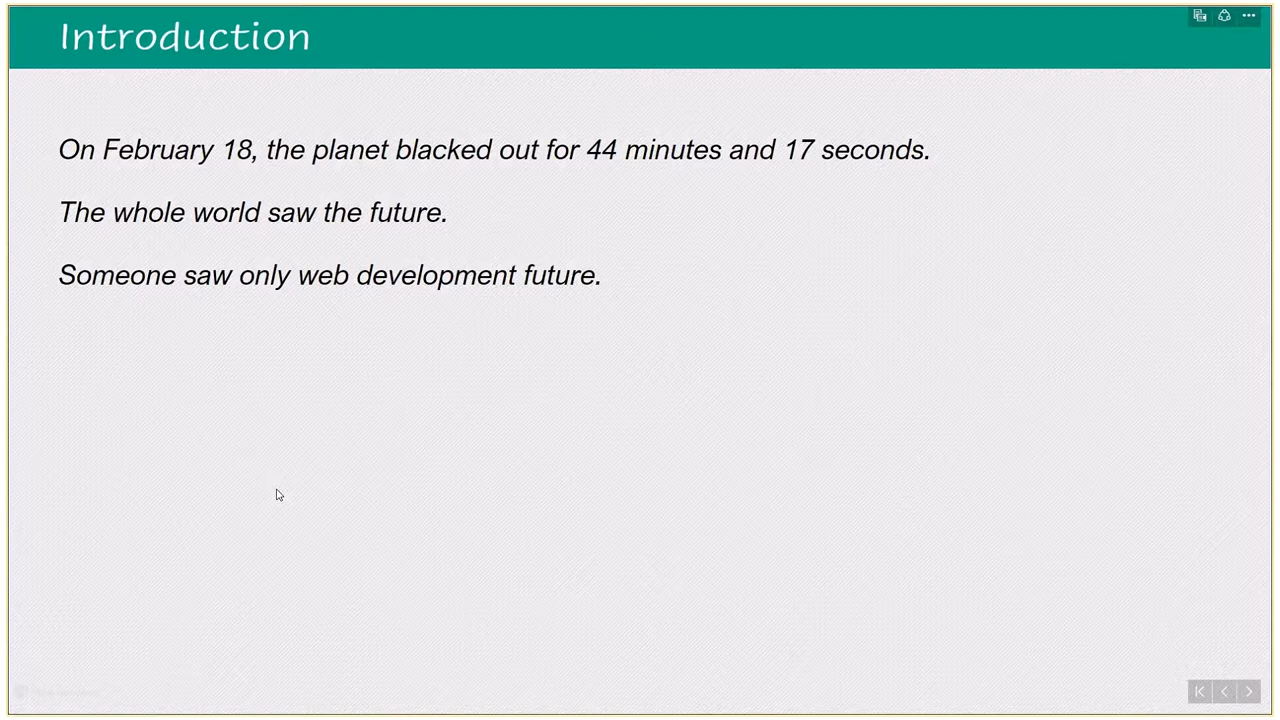 Introduction
On February 18, the planet blacked out for 44 minutes and 17 seconds.
The whole world saw the future.
Someone saw only web development future.